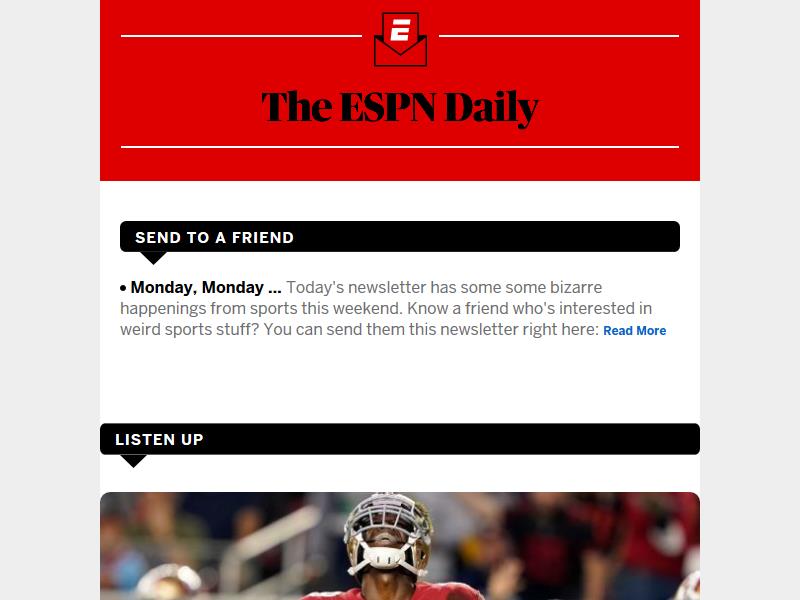 E
The ESPN Daily
SEND TO A FRIEND
• Monday, Monday ... Today's newsletter has some some bizarre
happenings from sports this weekend. Know a friend who's interested in
weird sports stuff? You can send them this newsletter right here: Read More
LISTEN UP